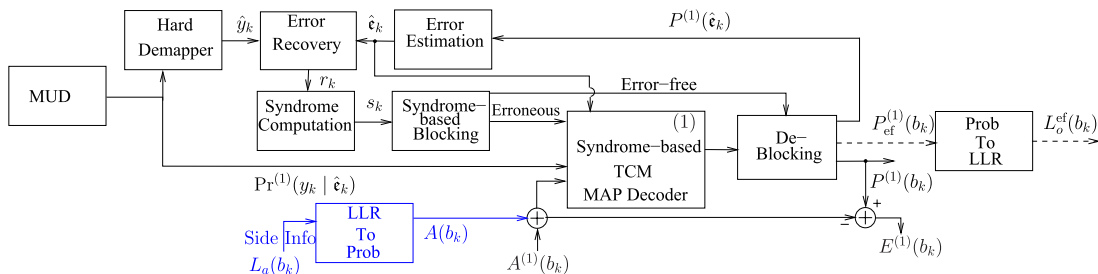 Hard
Demapper
ŷ_k
Error
Recovery
𝔢̂_k
Error
Estimation
P^(1)(𝔢̂_k)
MUD
r_k
Syndrome
Computation
s_k
Syndrome−
based
Blocking
Erroneous
Error−free
(1)
Syndrome−based
TCM
MAP Decoder
De−
Blocking
P_ef^(1)(b_k)
Prob
To
LLR
L_o^ef(b_k)
Pr^(1)(y_k | 𝔢̂_k)
P^(1)(b_k)
+
−
E^(1)(b_k)
Side Info
L_a(b_k)
LLR
To
Prob
A(b_k)
+
A^(1)(b_k)
+